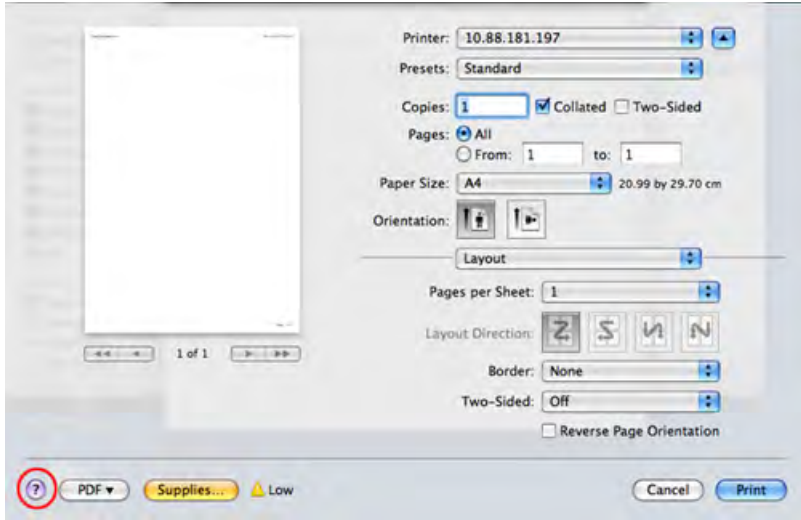 Printer: 10.88.181.197
Presets: Standard
Copies: 1 Collated Two-Sided
Pages: All
From: 1 to: 1
Paper Size: A4 20.99 by 29.70 cm
Orientation:
Layout
Pages per Sheet: 1
Layout Direction:
1 of 1
Border: None
Two-Sided: Off
Reverse Page Orientation
? PDF Supplies... Low Cancel Print